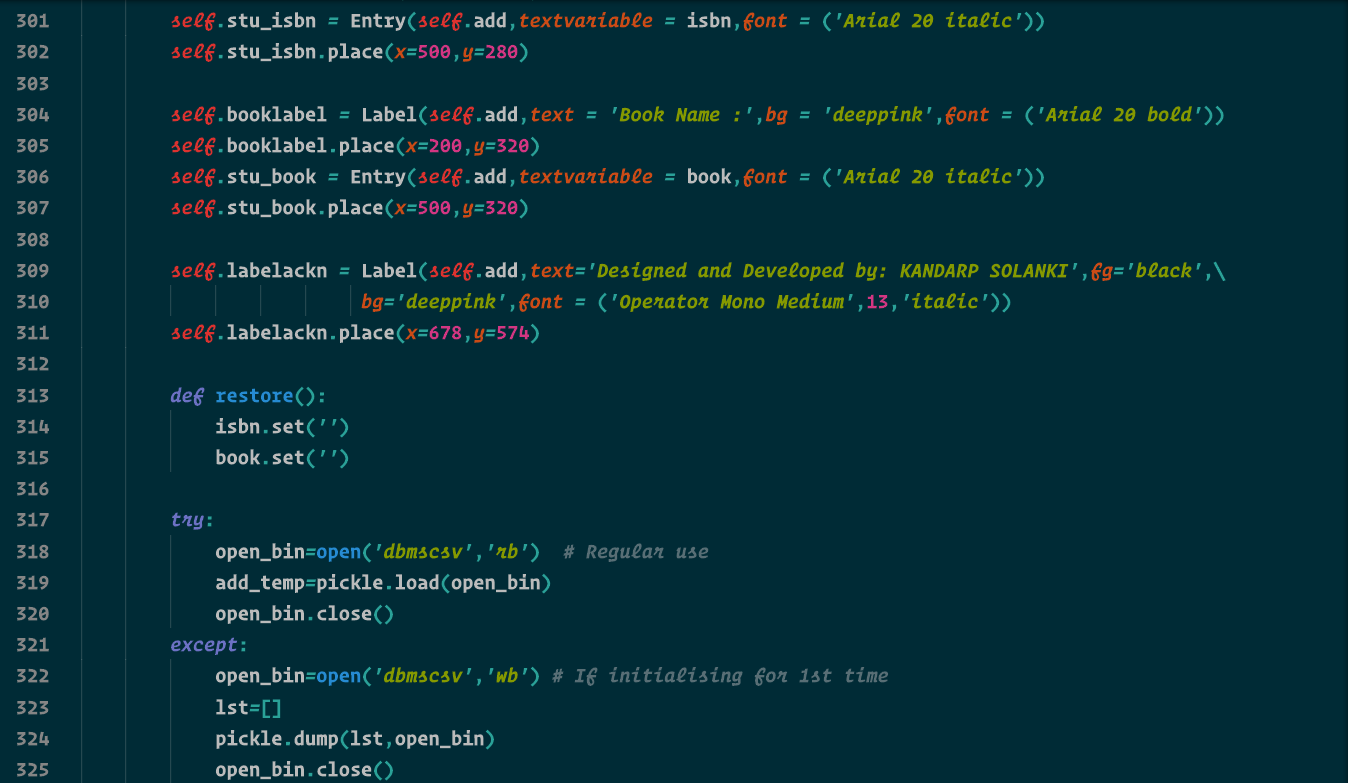 301 self.stu_isbn = Entry(self.add,textvariable = isbn,font = ('Arial 20 italic'))
302 self.stu_isbn.place(x=500,y=280)
303
304 self.booklabel = Label(self.add,text = 'Book Name :',bg = 'deeppink',font = ('Arial 20 bold'))
305 self.booklabel.place(x=200,y=320)
306 self.stu_book = Entry(self.add,textvariable = book,font = ('Arial 20 italic'))
307 self.stu_book.place(x=500,y=320)
308
309 self.labelackn = Label(self.add,text='Designed and Developed by: KANDARP SOLANKI',fg='black',\
310 bg='deeppink',font = ('Operator Mono Medium',13,'italic'))
311 self.labelackn.place(x=678,y=574)
312
313 def restore():
314 isbn.set('')
315 book.set('')
316
317 try:
318 open_bin=open('dbmscsv','rb')  # Regular use
319 add_temp=pickle.load(open_bin)
320 open_bin.close()
321 except:
322 open_bin=open('dbmscsv','wb') # If initialising for 1st time
323 lst=[]
324 pickle.dump(lst,open_bin)
325 open_bin.close()